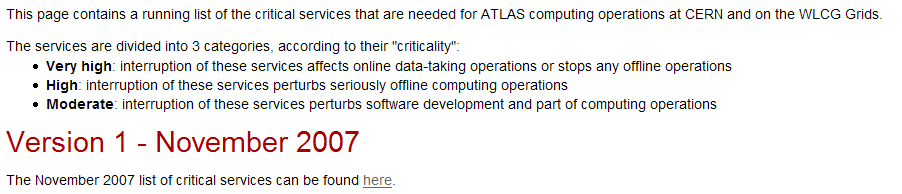 This page contains a running list of the critical services that are needed for ATLAS computing operations at CERN and on the WLCG Grids.
The services are divided into 3 categories, according to their "criticality":
• Very high: interruption of these services affects online data-taking operations or stops any offline operations
• High: interruption of these services perturbs seriously offline computing operations
• Moderate: interruption of these services perturbs software development and part of computing operations
Version 1 - November 2007
The November 2007 list of critical services can be found here.